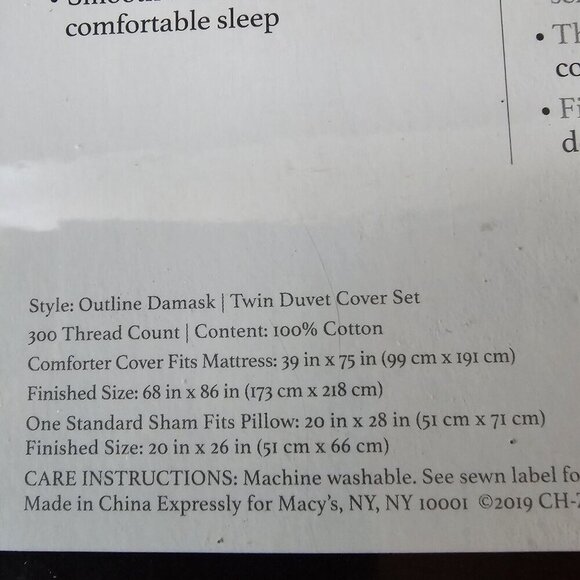 comfortable sleep
Style: Outline Damask | Twin Duvet Cover Set
300 Thread Count | Content: 100% Cotton
Comforter Cover Fits Mattress: 39 in x 75 in (99 cm x 191 cm)
Finished Size: 68 in x 86 in (173 cm x 218 cm)
One Standard Sham Fits Pillow: 20 in x 28 in (51 cm x 71 cm)
Finished Size: 20 in x 26 in (51 cm x 66 cm)
CARE INSTRUCTIONS: Machine washable. See sewn label
Made in China Expressly for Macy's, NY, NY 10001 ©2019